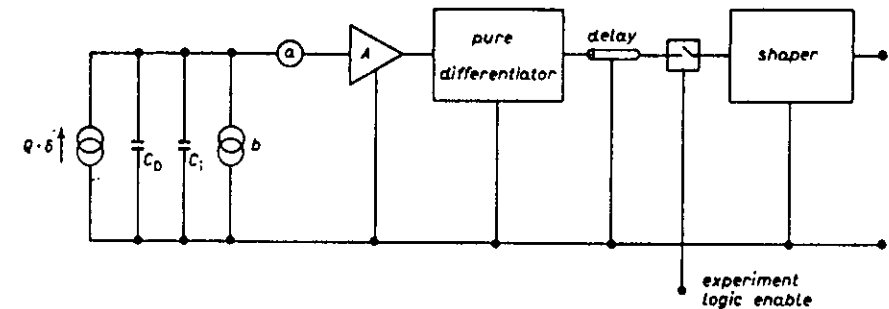 delay
pure
differentiator
shaper
a
A
Q·δ
C_D
C_i
b
experiment
logic enable